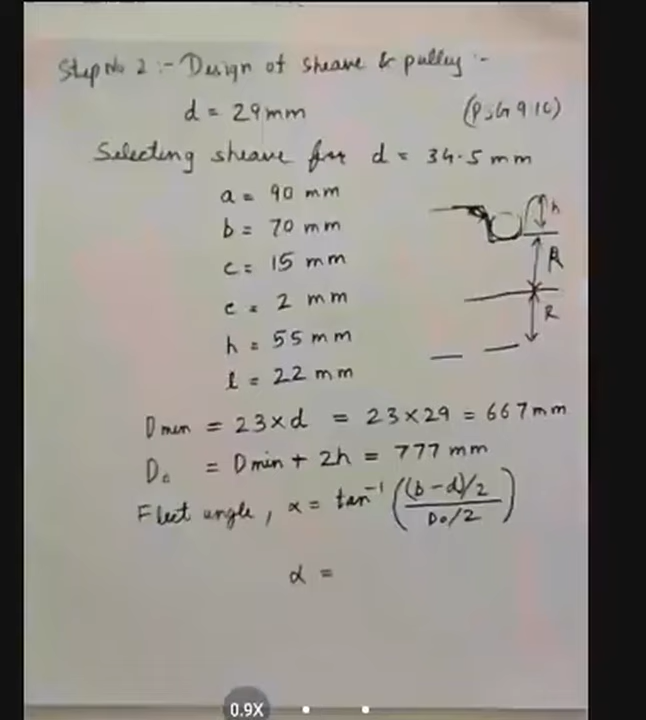 Step No 2 :- Design of sheave & pulley :-
d = 29mm (PSG 9.10)
Selecting sheave for d = 34.5 mm
a = 90 mm
b = 70 mm
c = 15 mm
e = 2 mm
h = 55 mm
l = 22 mm
h
R
R
Dmin = 23×d = 23×29 = 667mm
Do = Dmin + 2h = 777 mm
Fleet angle, α = tan⁻¹ ((b-d)/2 / Do/2)
α =
0.9X